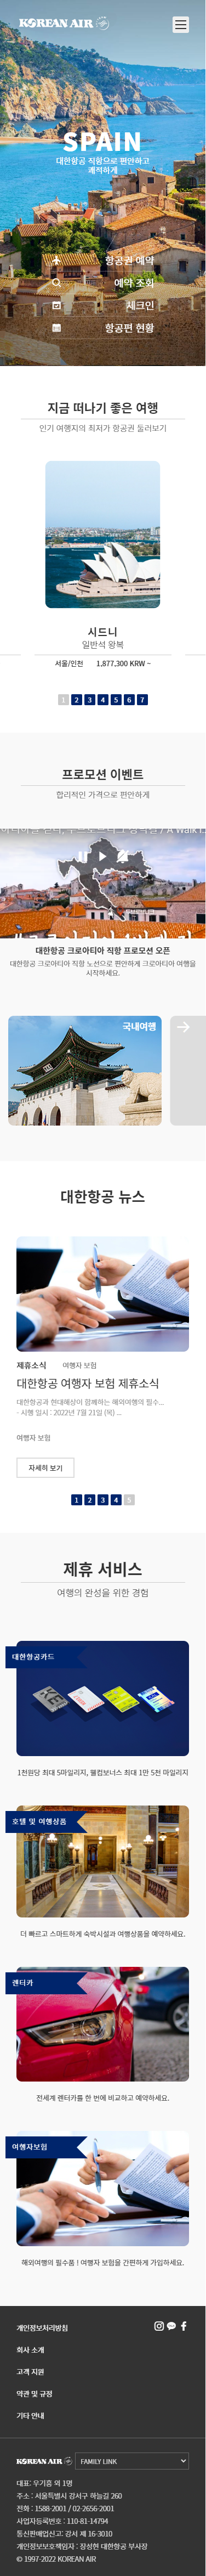 KOREAN AIR
SPAIN
대한항공 직항으로 편안하고
쾌적하게
항공권 예약
예약 조회
체크인
항공편 현황
지금 떠나기 좋은 여행
인기 여행지의 최저가 항공권 둘러보기
시드니
일반석 왕복
서울/인천 1,877,300 KRW ~
1 2 3 4 5 6 7
프로모션 이벤트
합리적인 가격으로 편안하게
대한항공 크로아티아 직항 프로모션 오픈
대한항공 크로아티아 직항 노선으로 편안하게 크로아티아 여행을
시작하세요.
국내여행
대한항공 뉴스
제휴소식 여행자 보험
대한항공 여행자 보험 제휴소식
대한항공과 현대해상이 함께하는 해외여행의 필수...
· 시행 일시 : 2022년 7월 21일 (목) ...
여행자 보험
자세히 보기
1 2 3 4 5
제휴 서비스
여행의 완성을 위한 경험
대한항공카드
1천원당 최대 5마일리지, 웰컴보너스 최대 1만 5천 마일리지
호텔 및 여행상품
더 빠르고 스마트하게 숙박시설과 여행상품을 예약하세요.
렌터카
전세계 렌터카를 한 번에 비교하고 예약하세요.
여행자보험
해외여행의 필수품 ! 여행자 보험을 간편하게 가입하세요.
개인정보처리방침
회사 소개
고객 지원
약관 및 규정
기타 안내
KOREAN AIR FAMILY LINK
대표: 우기홍 외 1명
주소 : 서울특별시 강서구 하늘길 260
전화 : 1588-2001 / 02-2656-2001
사업자등록번호 : 110-81-14794
통신판매업신고: 강서 제 16-3010
개인정보보호책임자 : 장성현 대한항공 부사장
© 1997-2022 KOREAN AIR